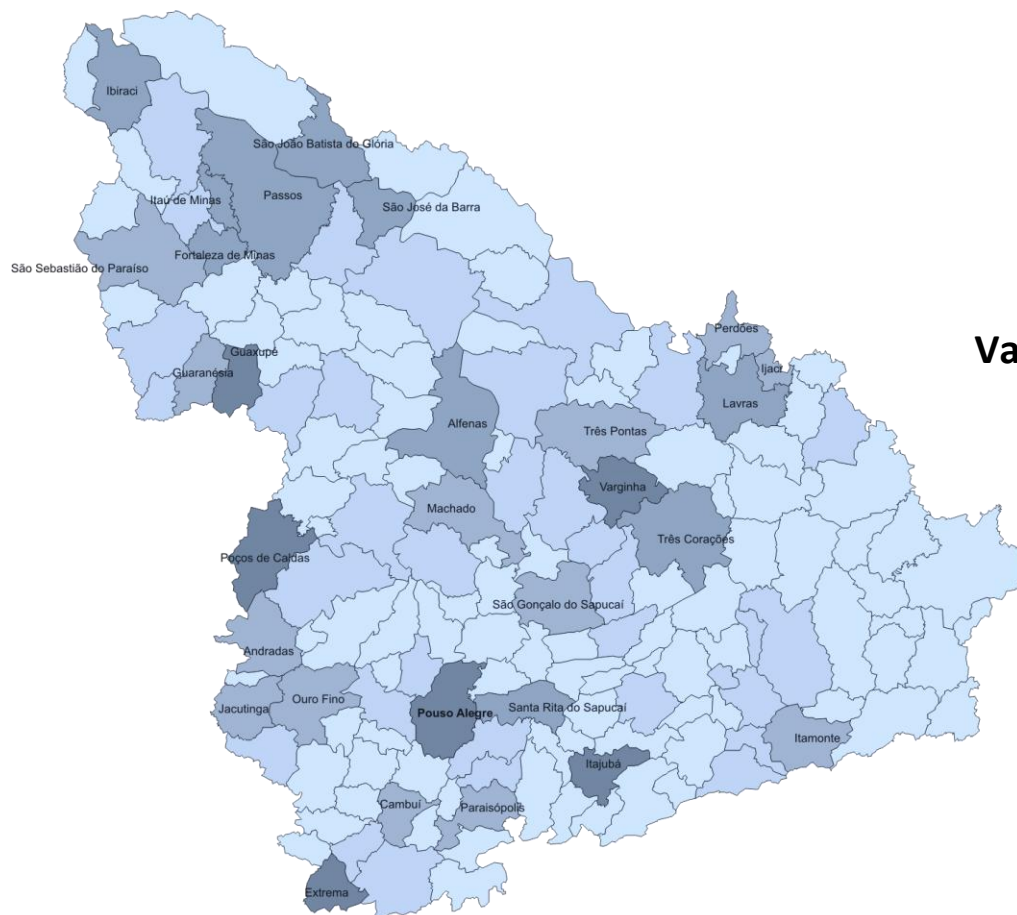 Ibiraci
São João Batista do Glória
Passos
Itaú de Minas
São José da Barra
Fortaleza de Minas
São Sebastião do Paraíso
Perdões
Va
Guaxupé
Guaranésia
Ijaci
Lavras
Alfenas
Três Pontas
Varginha
Machado
Três Corações
Poços de Caldas
São Gonçalo do Sapucaí
Andradas
Ouro Fino
Jacutinga
Santa Rita do Sapucaí
Pouso Alegre
Itamonte
Itajubá
Cambuí
Paraisópolis
Extrema